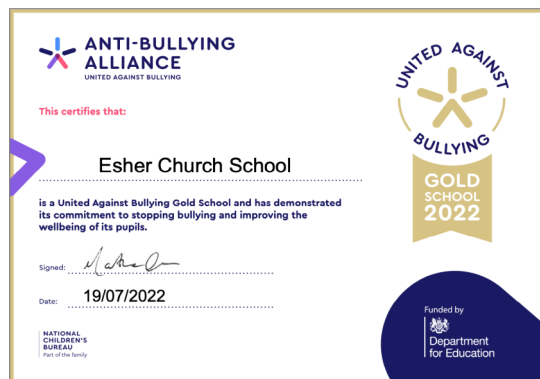 ANTI-BULLYING
ALLIANCE
UNITED AGAINST BULLYING
This certifies that:
Esher Church School
is a United Against Bullying Gold School and has demonstrated
its commitment to stopping bullying and improving the
wellbeing of its pupils.
Signed:
Date: 19/07/2022
NATIONAL
CHILDREN'S
BUREAU
Part of the family
UNITED AGAINST
BULLYING
GOLD
SCHOOL
2022
Funded by
Department
for Education